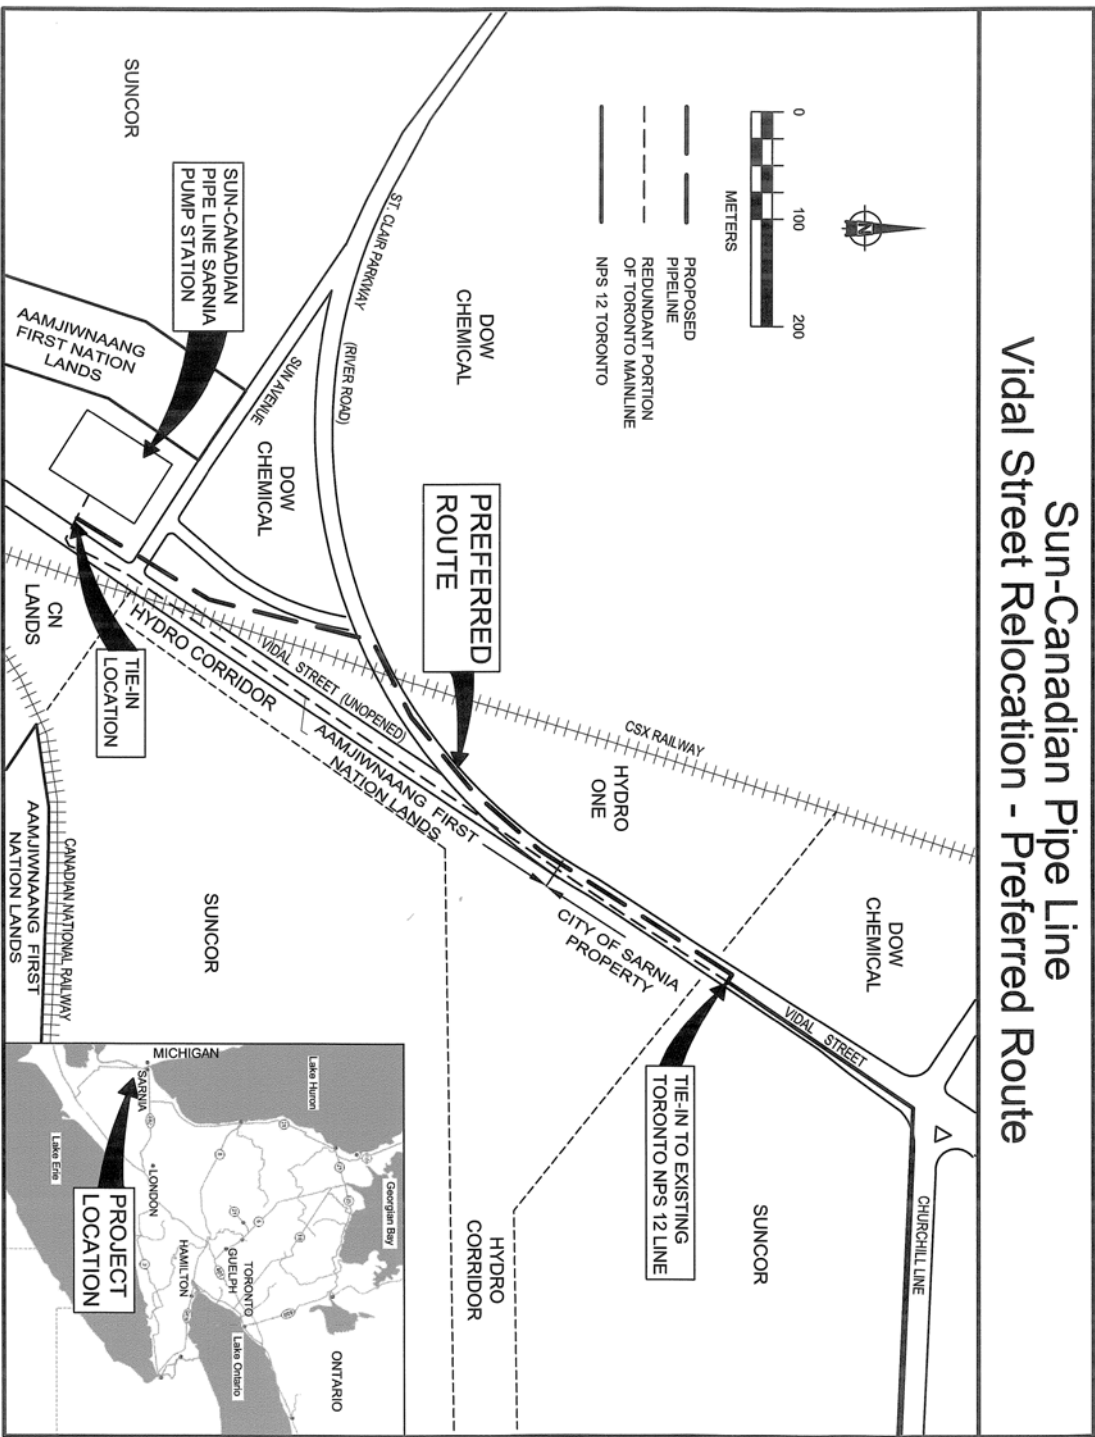 Sun-Canadian Pipe Line
Vidal Street Relocation - Preferred Route
0
100
200
METERS
N
PROPOSED
PIPELINE
REDUNDANT PORTION
OF TORONTO MAINLINE
NPS 12 TORONTO
SUNCOR
ST. CLAIR PARKWAY
(RIVER ROAD)
DOW
CHEMICAL
SUN-CANADIAN
PIPE LINE SARNIA
PUMP STATION
AAMJIWNAANG
FIRST NATION
LANDS
SUN AVENUE
DOW
CHEMICAL
PREFERRED
ROUTE
CN
LANDS
TIE-IN
LOCATION
HYDRO CORRIDOR
VIDAL STREET (UNOPENED)
AAMJIWNAANG FIRST
NATION LANDS
CSX RAILWAY
HYDRO
ONE
DOW
CHEMICAL
CITY OF SARNIA
PROPERTY
VIDAL STREET
TIE-IN TO EXISTING
TORONTO NPS 12 LINE
CHURCHILL LINE
SUNCOR
HYDRO
CORRIDOR
SUNCOR
CANADIAN NATIONAL RAILWAY
AAMJIWNAANG FIRST
NATION LANDS
MICHIGAN
SARNIA
Lake Huron
Georgian Bay
Lake Erie
LONDON
PROJECT
LOCATION
HAMILTON
GUELPH
TORONTO
Lake Ontario
ONTARIO